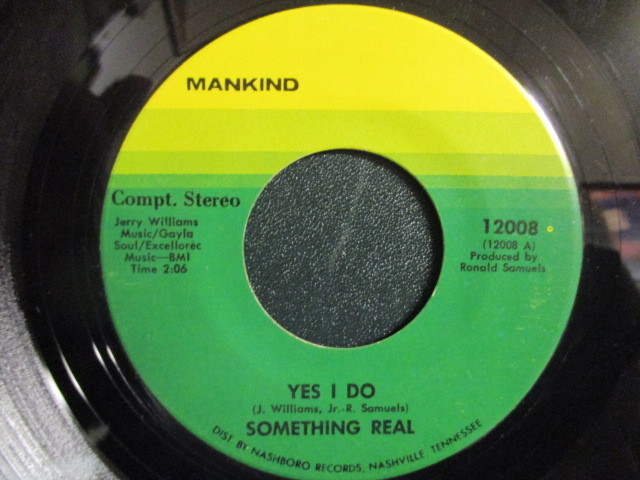 MANKIND
Compt. Stereo
Jerry Williams
Music/Gayla
Soul/Excellorec
Music—BMI
Time 2:06
12008
(12008 A)
Produced by
Ronald Samuels
YES I DO
(J. Williams, Jr.-R. Samuels)
SOMETHING REAL
DIST BY NASHBORO RECORDS, NASHVILLE, TENNESSEE